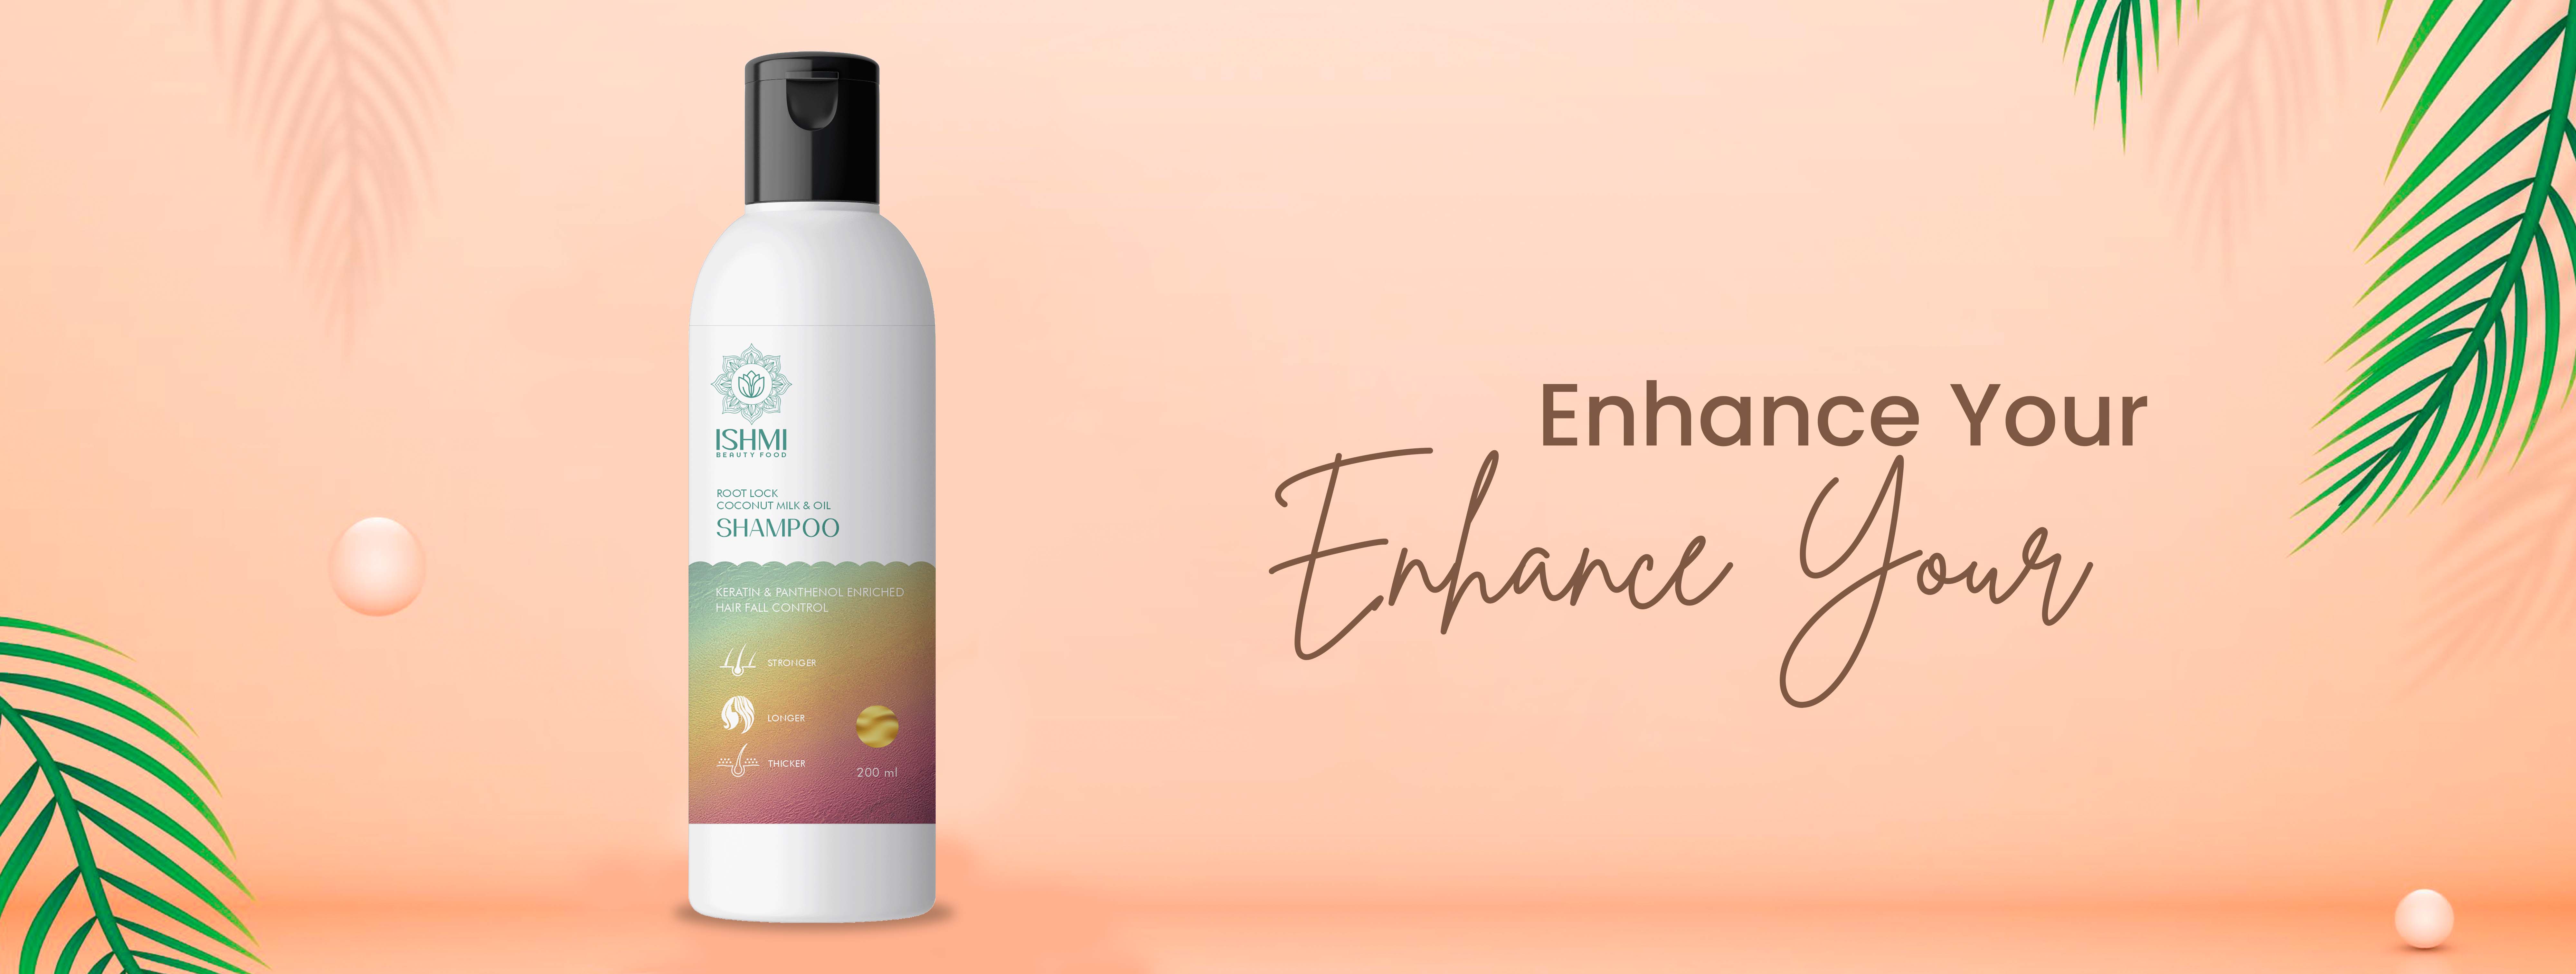 ISHMI
BEAUTY FOOD
ROOT LOCK
COCONUT MILK & OIL
SHAMPOO
KERATIN & PANTHENOL ENRICHED
HAIR FALL CONTROL
STRONGER
LONGER
THICKER
200 ml
Enhance Your
Enhance Your